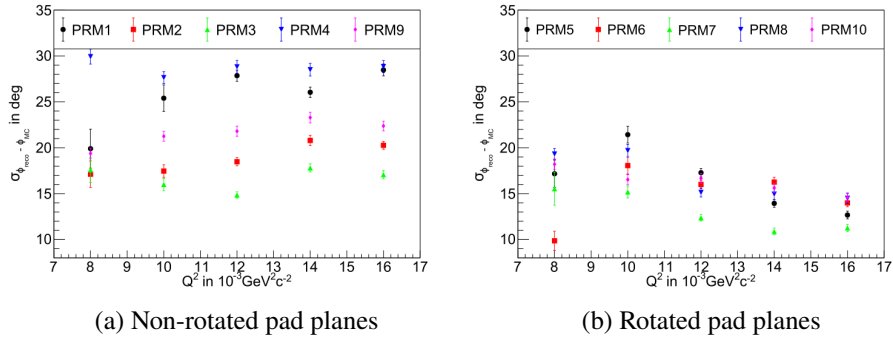 35 PRM1 PRM2 PRM3 PRM4 PRM9
30
25
20
15
10
σϕreco - ϕMC in deg
7 8 9 10 11 12 13 14 15 16 17
Q² in 10⁻³GeV²c⁻²
(a) Non-rotated pad planes
35 PRM5 PRM6 PRM7 PRM8 PRM10
30
25
20
15
10
σϕreco - ϕMC in deg
7 8 9 10 11 12 13 14 15 16 17
Q² in 10⁻³GeV²c⁻²
(b) Rotated pad planes